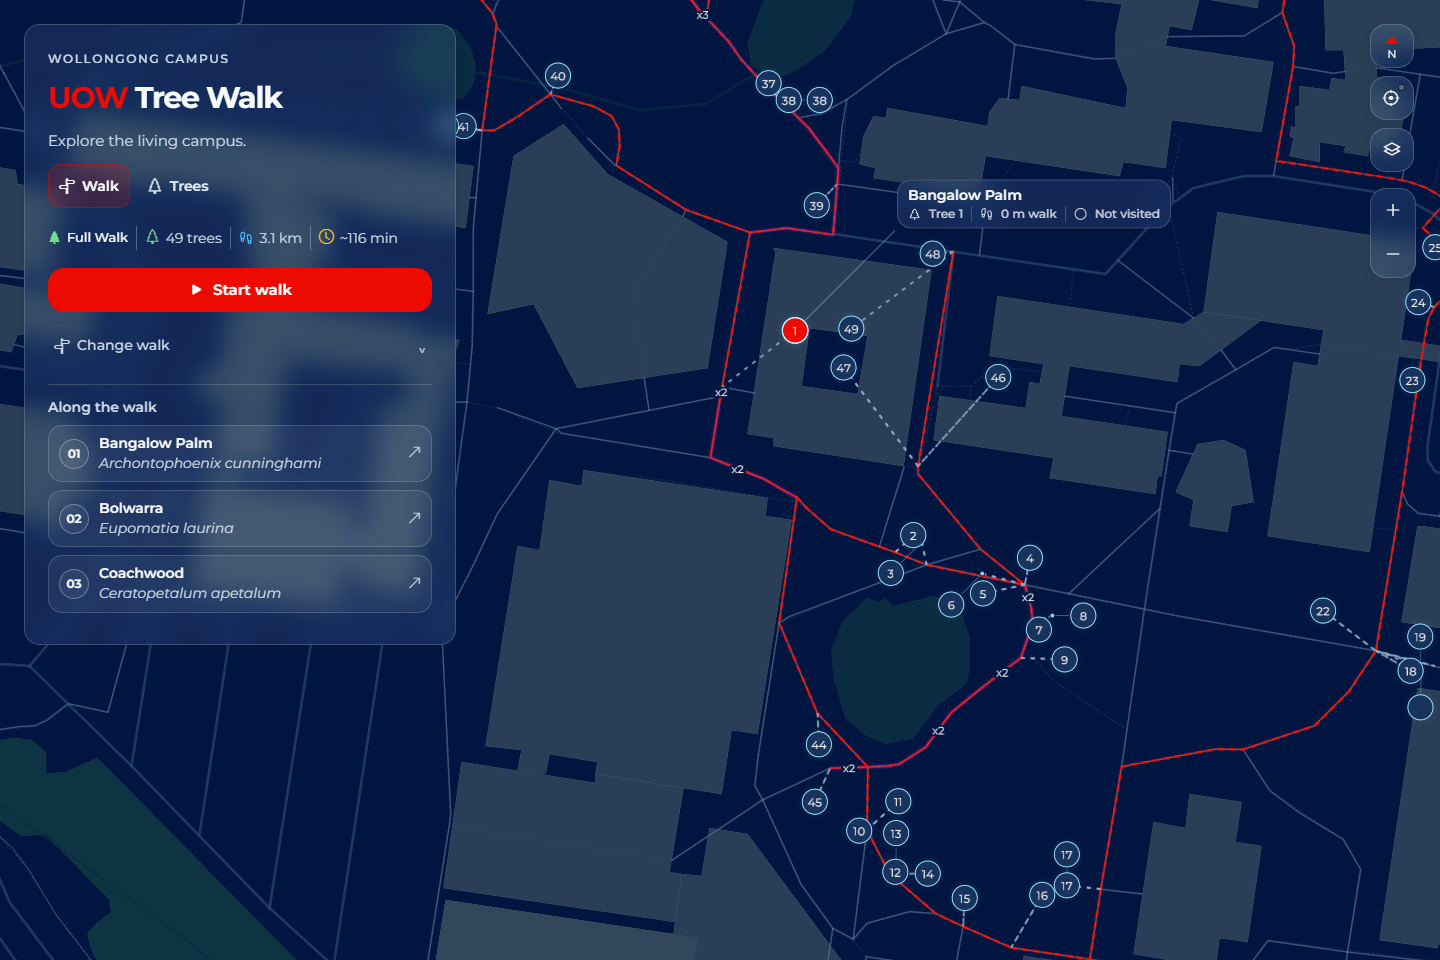 WOLLONGONG CAMPUS
UOW Tree Walk
Explore the living campus.
Walk
Trees
Full Walk
49 trees
3.1 km
~116 min
Start walk
Change walk
v
Along the walk
01
Bangalow Palm
Archontophoenix cunninghami
02
Bolwarra
Eupomatia laurina
03
Coachwood
Ceratopetalum apetalum
x3
40
37
38
38
41
39
Bangalow Palm
Tree 1
0 m walk
Not visited
N
+
−
48
25
24
1
49
47
46
23
x2
x2
2
3
4
5
6
x2
7
8
9
22
19
18
x2
x2
44
x2
45
11
10
13
12
14
17
17
16
15